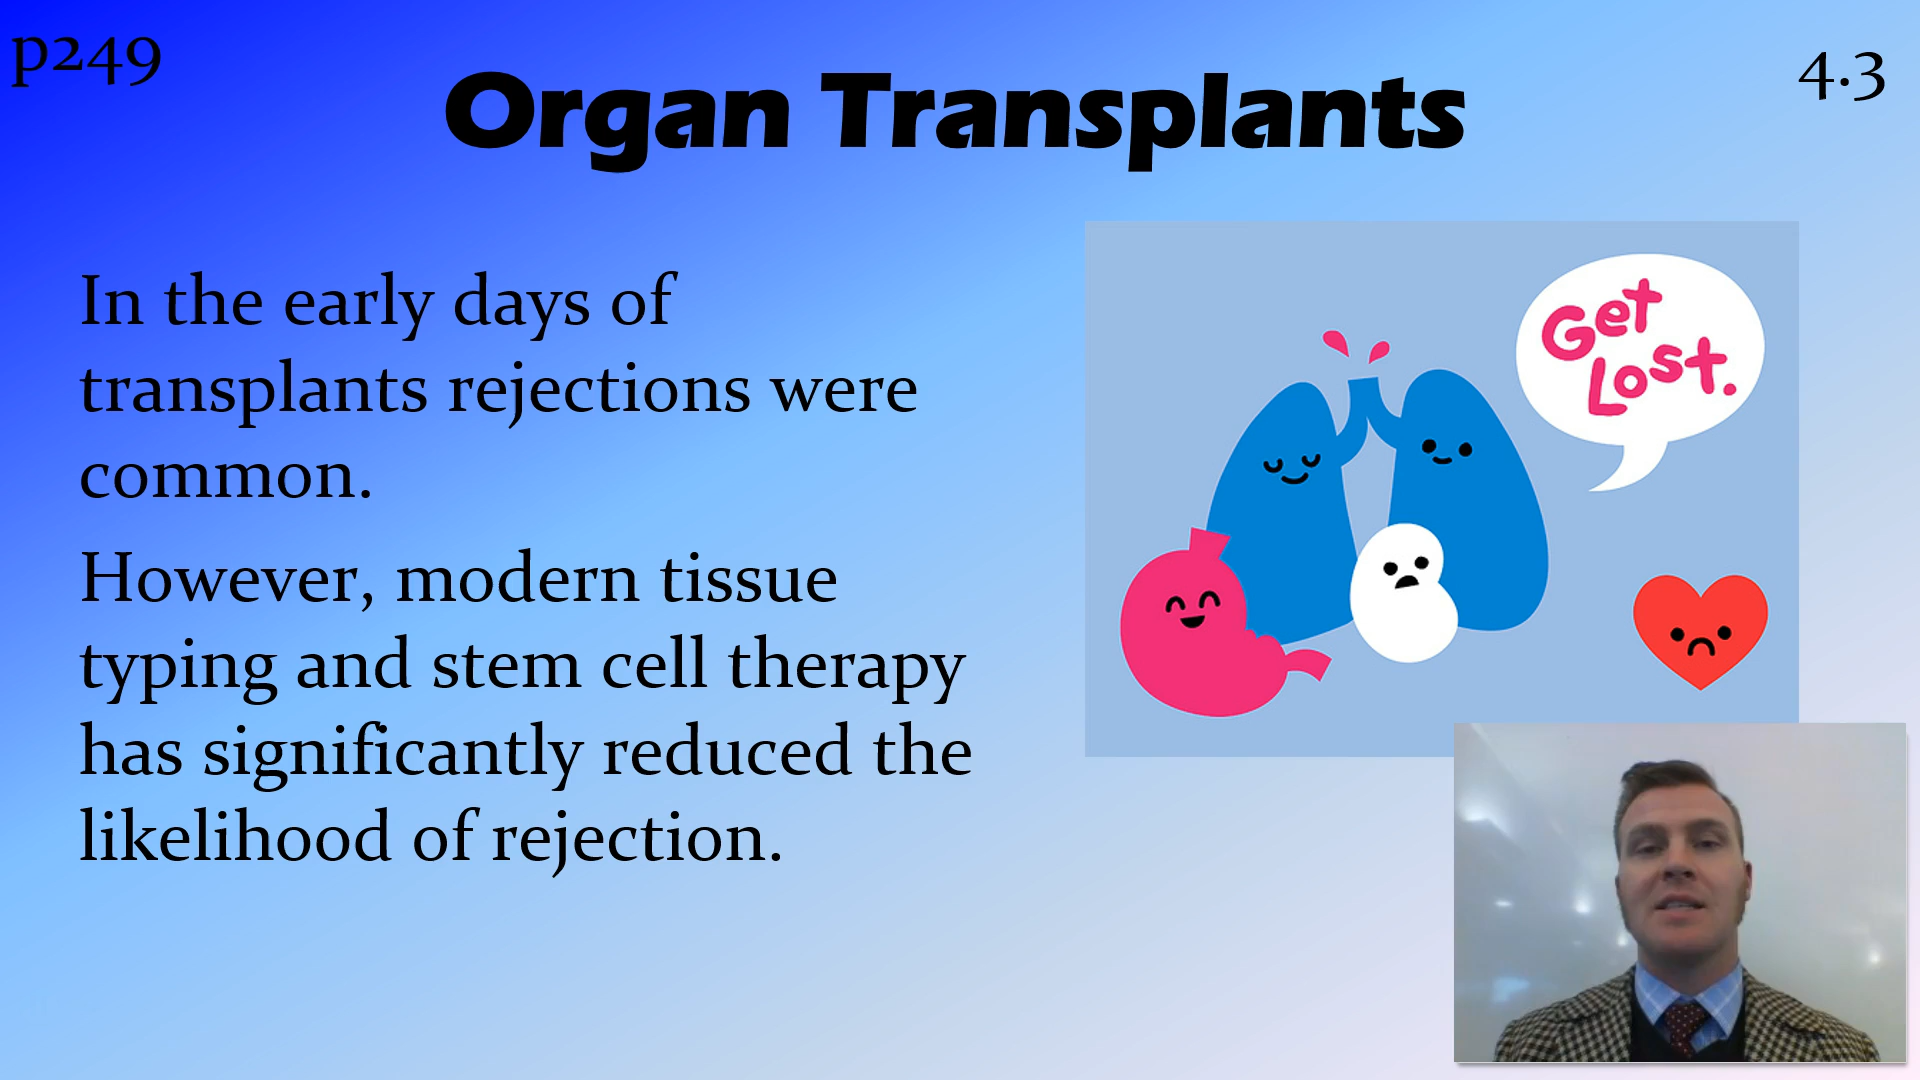 p249
4.3
Organ Transplants
In the early days of
transplants rejections were
common.
However, modern tissue
typing and stem cell therapy
has significantly reduced the
likelihood of rejection.
Get
Lost.